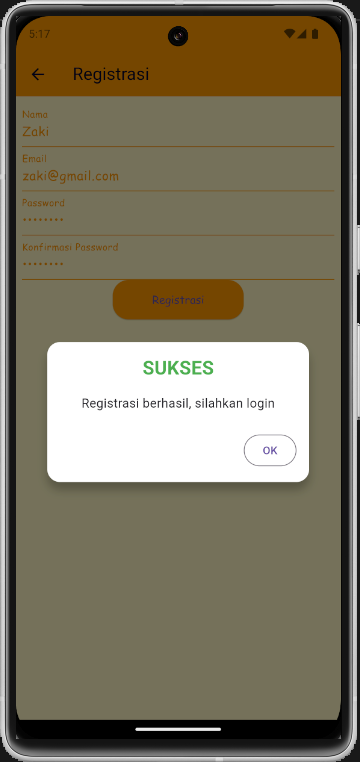 5:17
Registrasi
Nama
Zaki
Email
zaki@gmail.com
Password
••••••••
Konfirmasi Password
••••••••
Registrasi
SUKSES
Registrasi berhasil, silahkan login
OK